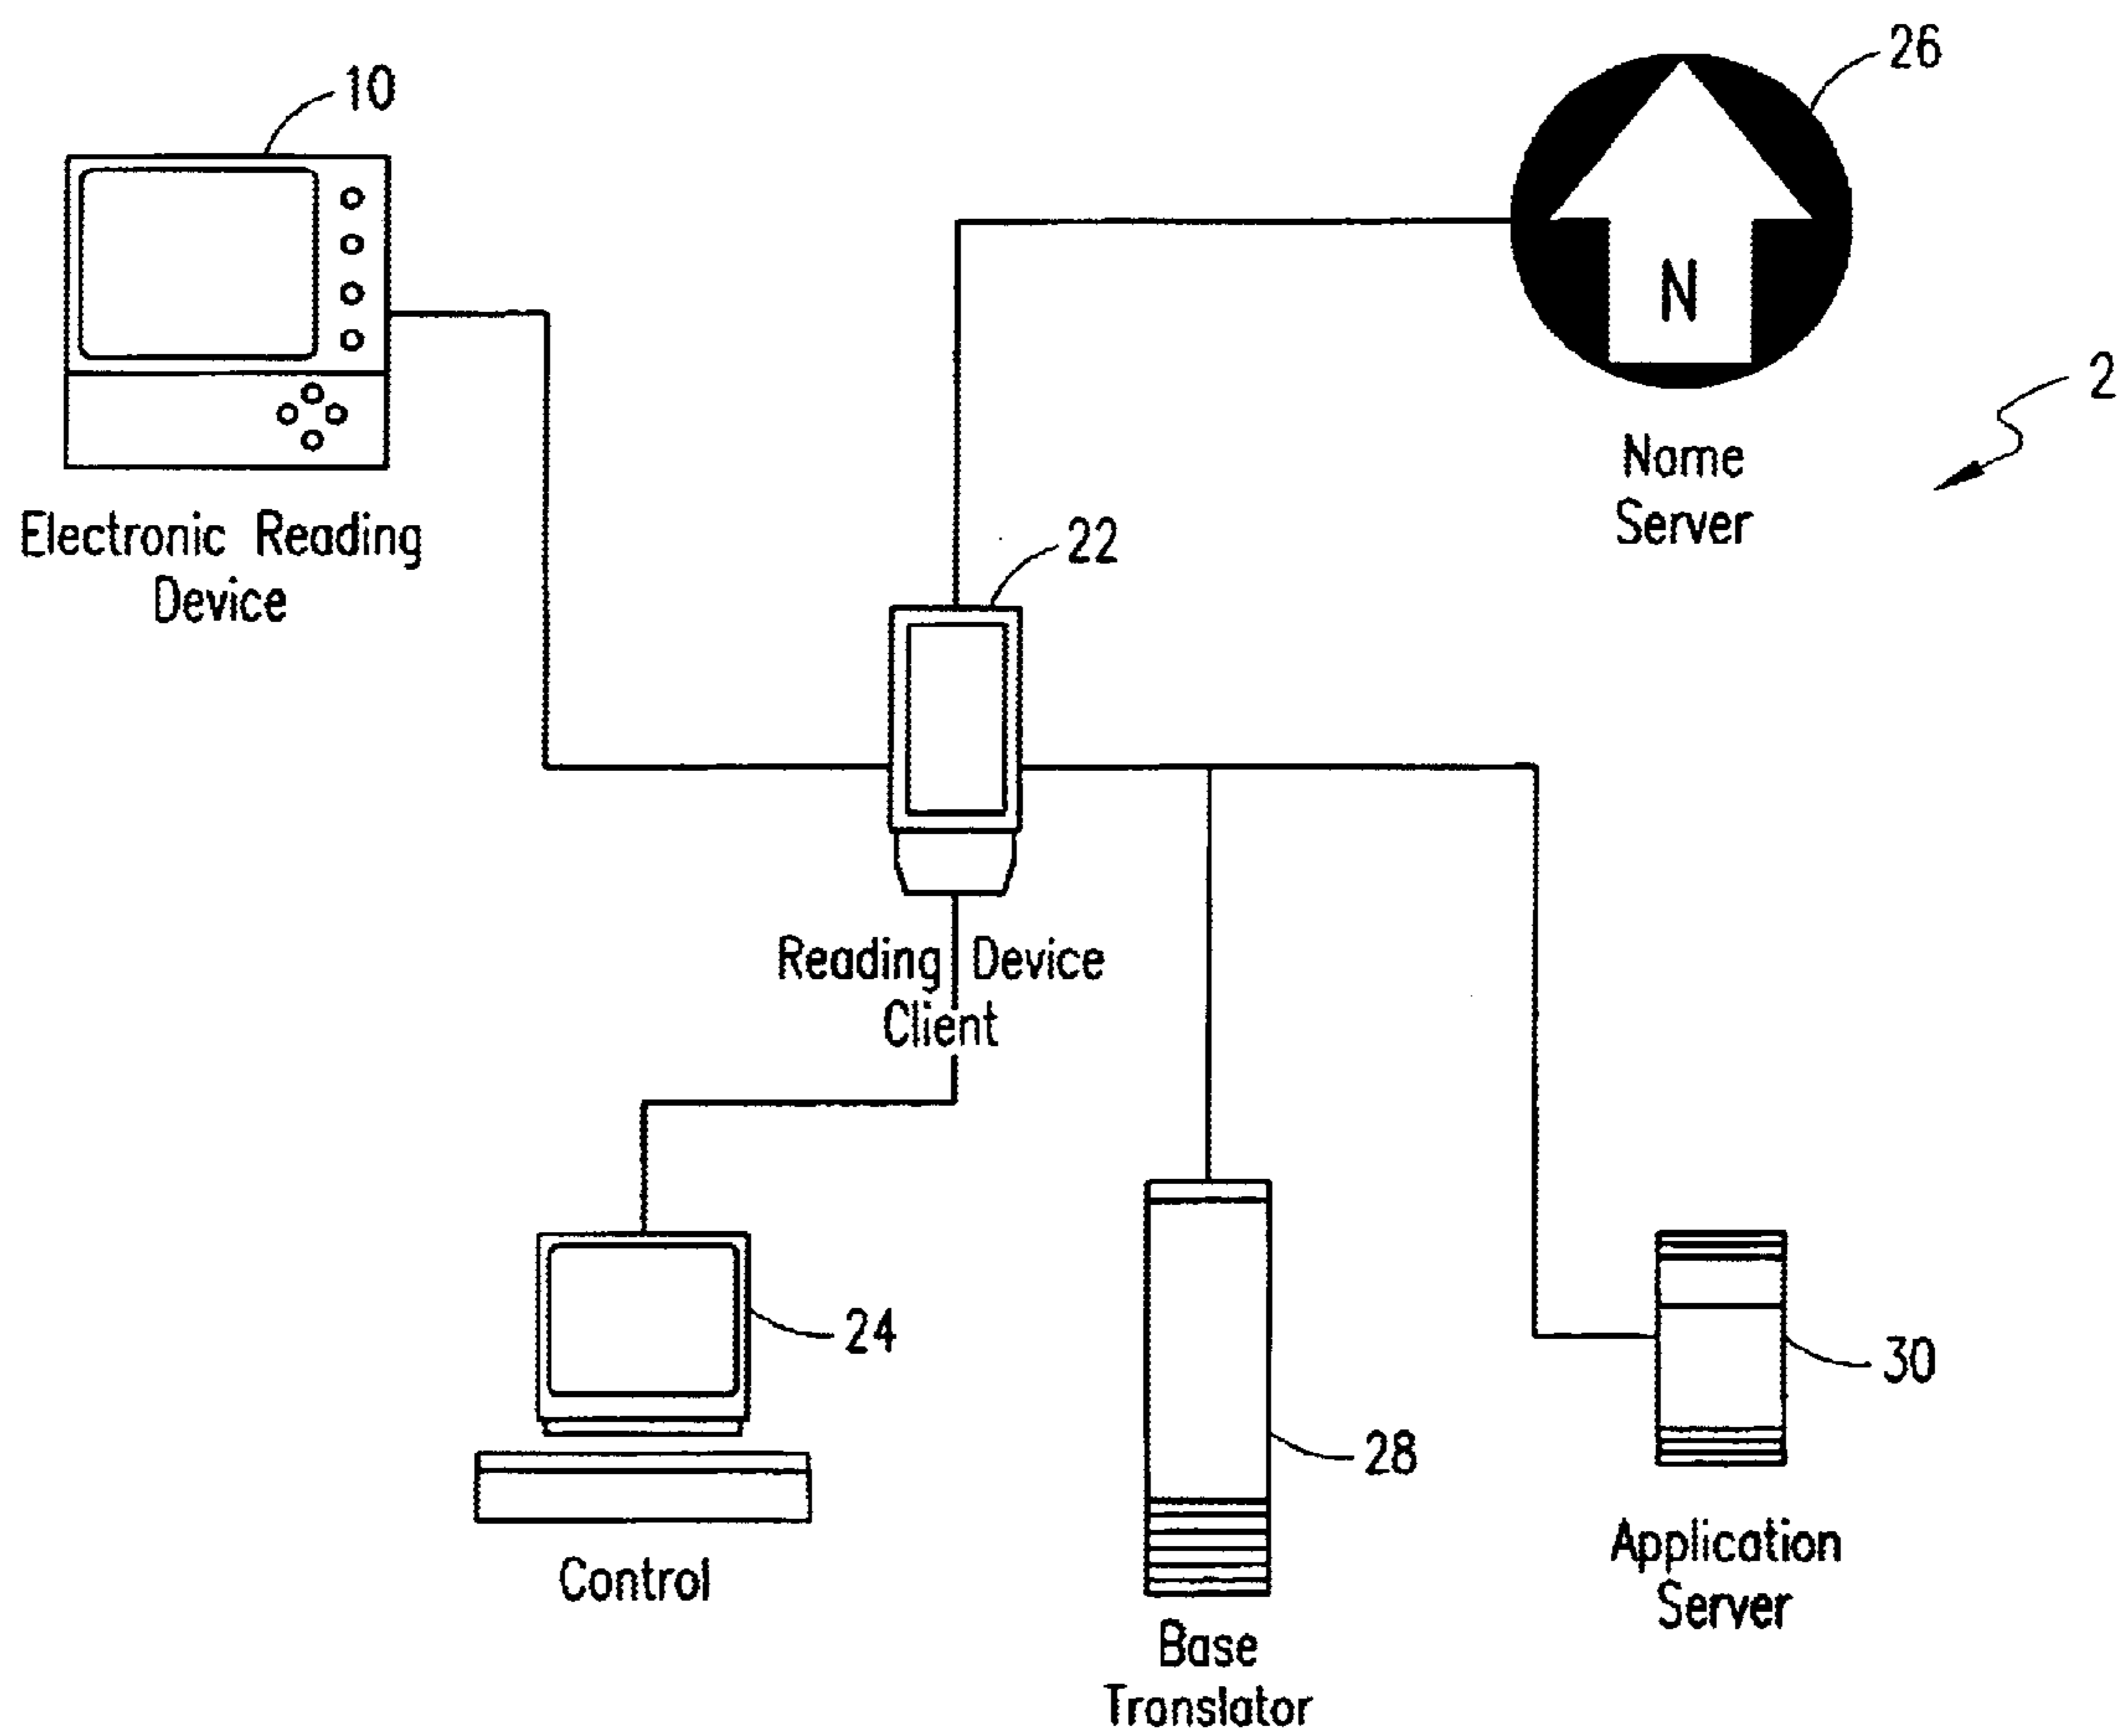 10
26
N
2
Name
Server
Electronic Reading
Device
22
Reading Device
Client
24
30
28
Control
Application
Server
Base
Translator